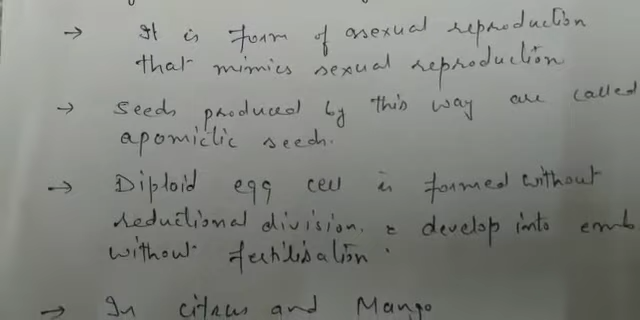 → It is form of asexual reproduction
that mimics sexual reproduction
→ Seeds produced by this way are called
apomictic seeds.
→ Diploid egg cell is formed without
reductional division. & develop into emb
without fertilisation.
→ In citrus and Mango